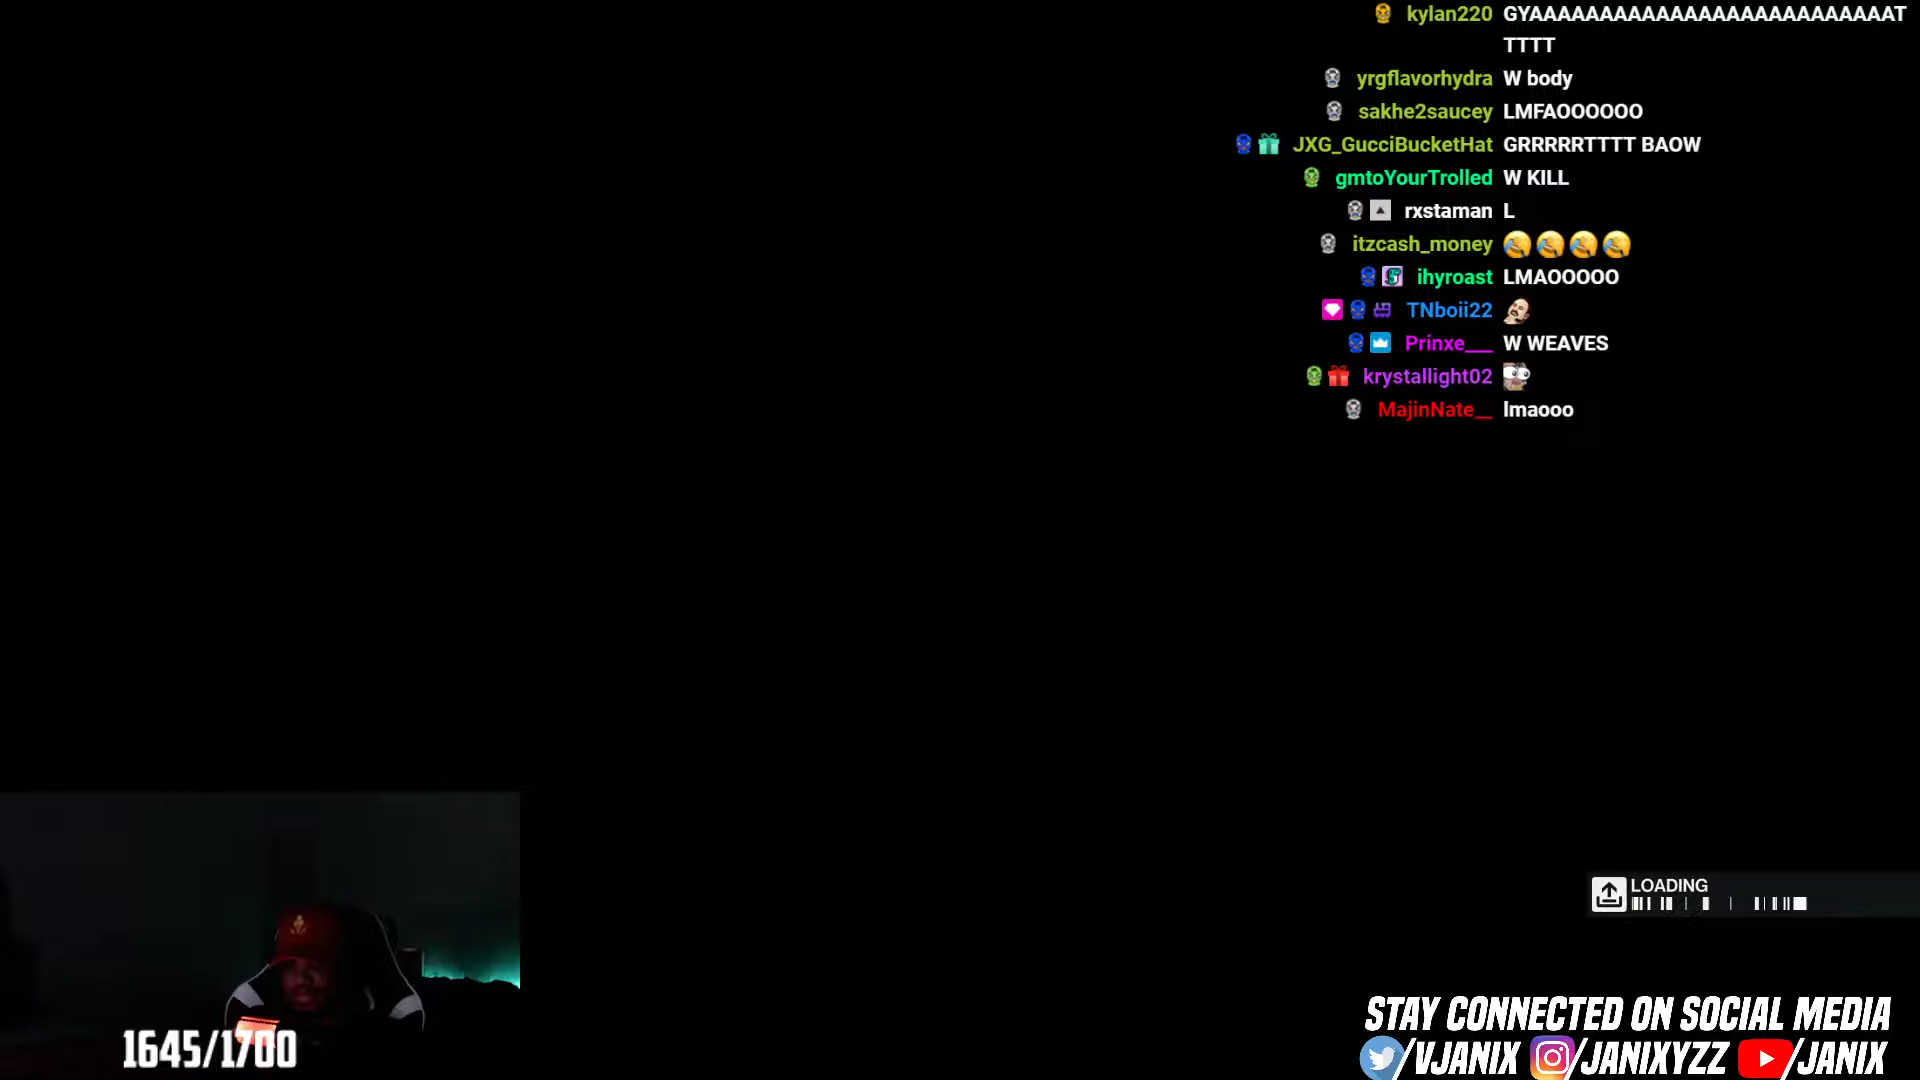 kylan220 GYAAAAAAAAAAAAAAAAAAAAAAAAAAAT
TTTT
yrgflavorhydra W body
sakhe2saucey LMFAOOOOOO
JXG_GucciBucketHat GRRRRRTTTT BAOW
gmtoYourTrolled W KILL
rxstaman L
itzcash_money
ihyroast LMAOOOOO
TNboii22
Prinxe___ W WEAVES
krystallight02
MajinNate__ lmaooo
LOADING
1645/1700
STAY CONNECTED ON SOCIAL MEDIA
/VJANIX /JANIXYZZ /JANIX